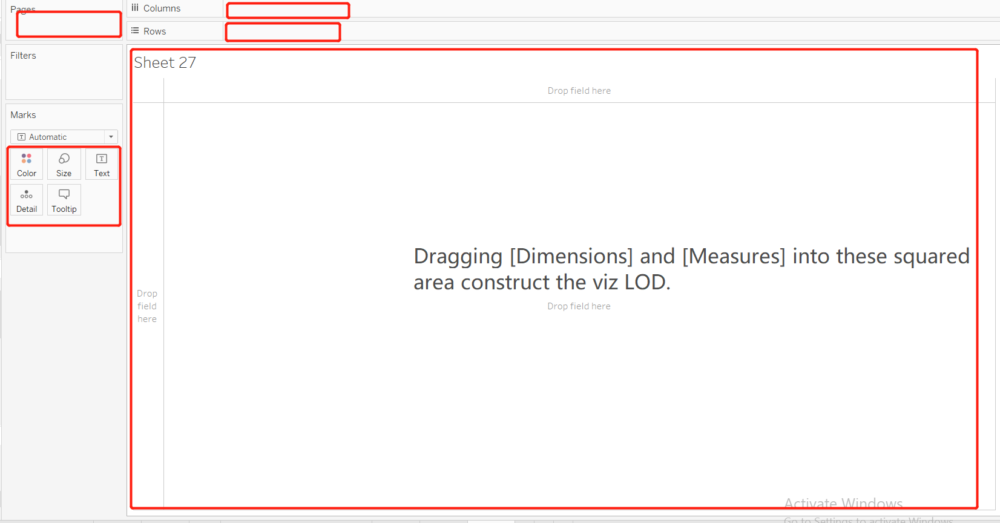 Pages
Columns
Rows
Filters
Sheet 27
Drop field here
Marks
Automatic
Color
Size
Text
Detail
Tooltip
Dragging [Dimensions] and [Measures] into these squared
area construct the viz LOD.
Drop
field
here
Drop field here
Activate Windows
Go to Settings to activate Windows.